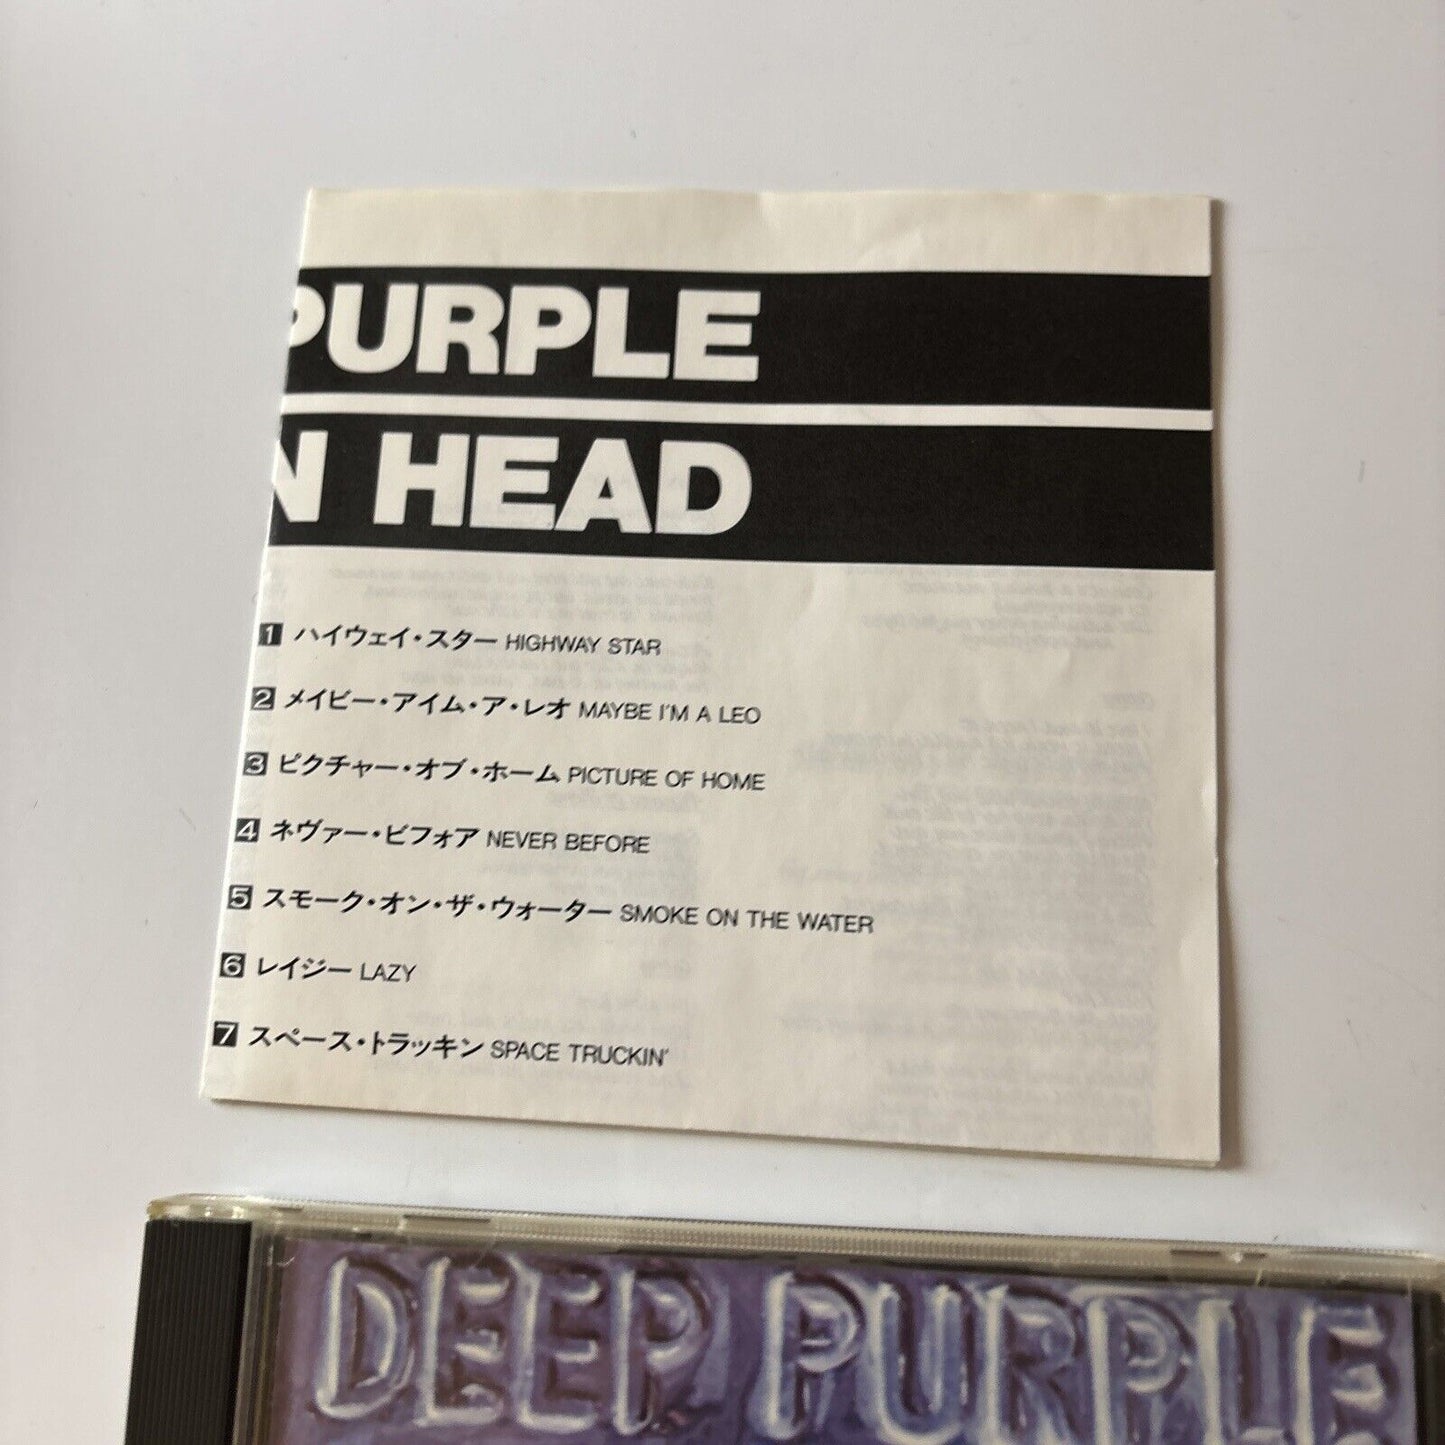 PURPLE
N HEAD
1 ハイウェイ・スター HIGHWAY STAR
2 メイビー・アイム・ア・レオ MAYBE I'M A LEO
3 ピクチャー・オブ・ホーム PICTURE OF HOME
4 ネヴァー・ビフォア NEVER BEFORE
5 スモーク・オン・ザ・ウォーター SMOKE ON THE WATER
6 レイジー LAZY
7 スペース・トラッキン SPACE TRUCKIN'
DEEP PURPLE